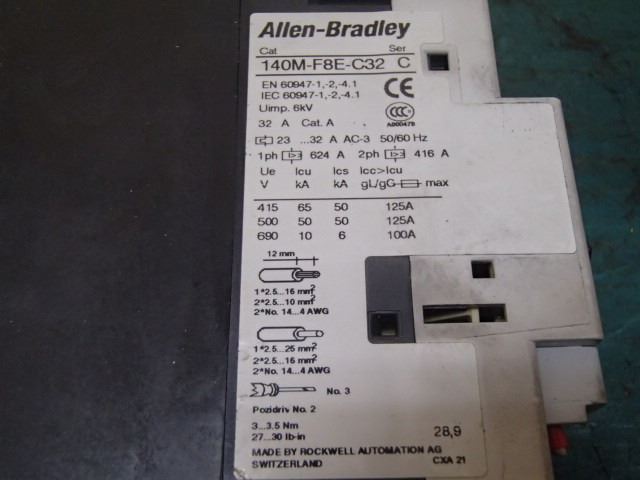 Allen-Bradley
Cat Ser
140M-F8E-C32 C
EN 60947-1,-2,-4.1
IEC 60947-1,-2,-4.1
CE
Uimp. 6kV
CCC
A00047B
32 A Cat. A
23 ...32 A AC-3 50/60 Hz
1ph 624 A 2ph 416 A
Ue Icu Ics Icc>Icu
V kA kA gL/gG max
415 65 50 125A
500 50 50 125A
690 10 6 100A
12 mm
1*2.5...16 mm²
2*2.5...10 mm²
2*No. 14...4 AWG
1*2.5...25 mm²
2*2.5...16 mm²
2*No. 14...4 AWG
No. 3
Pozidriv No. 2
3...3.5 Nm
27...30 lb-in
28,9
MADE BY ROCKWELL AUTOMATION AG
SWITZERLAND CXA 21